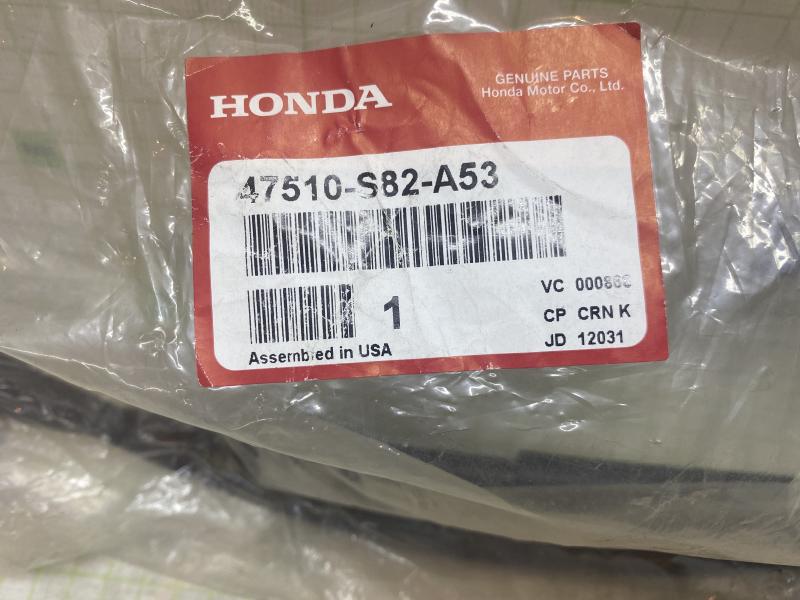 HONDA
GENUINE PARTS
Honda Motor Co., Ltd.
47510-S82-A53
1
VC
CP CRN K
JD 12031
Assembled in USA